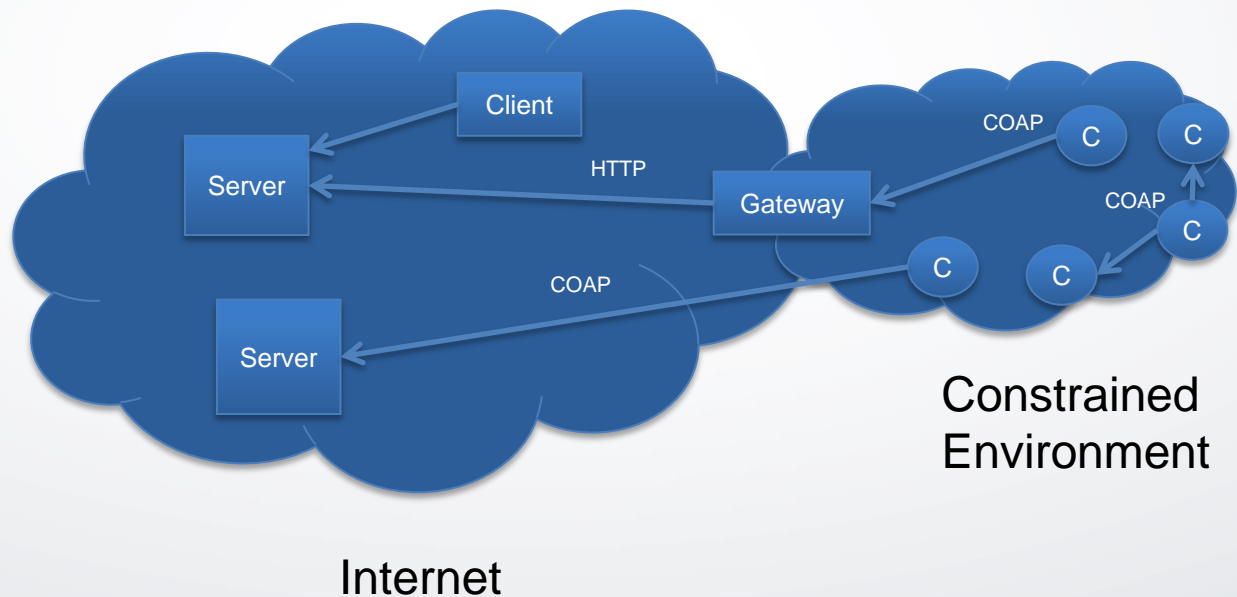 Client
COAP
C
C
Server
HTTP
Gateway
COAP
C
C
C
COAP
Server
Constrained
Environment
Internet